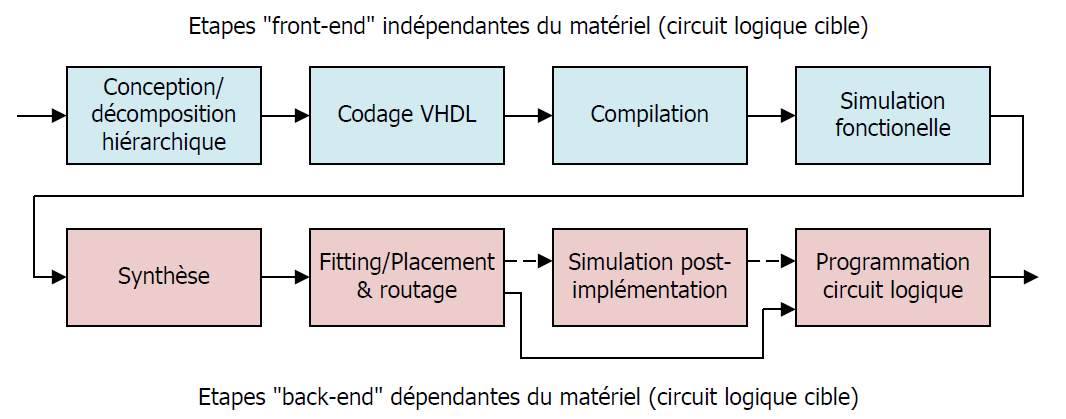 Etapes "front-end" indépendantes du matériel (circuit logique cible)
Conception/
décomposition
hiérarchique
Codage VHDL
Compilation
Simulation
fonctionelle
Synthèse
Fitting/Placement
& routage
Simulation post-
implémentation
Programmation
circuit logique
Etapes "back-end" dépendantes du matériel (circuit logique cible)